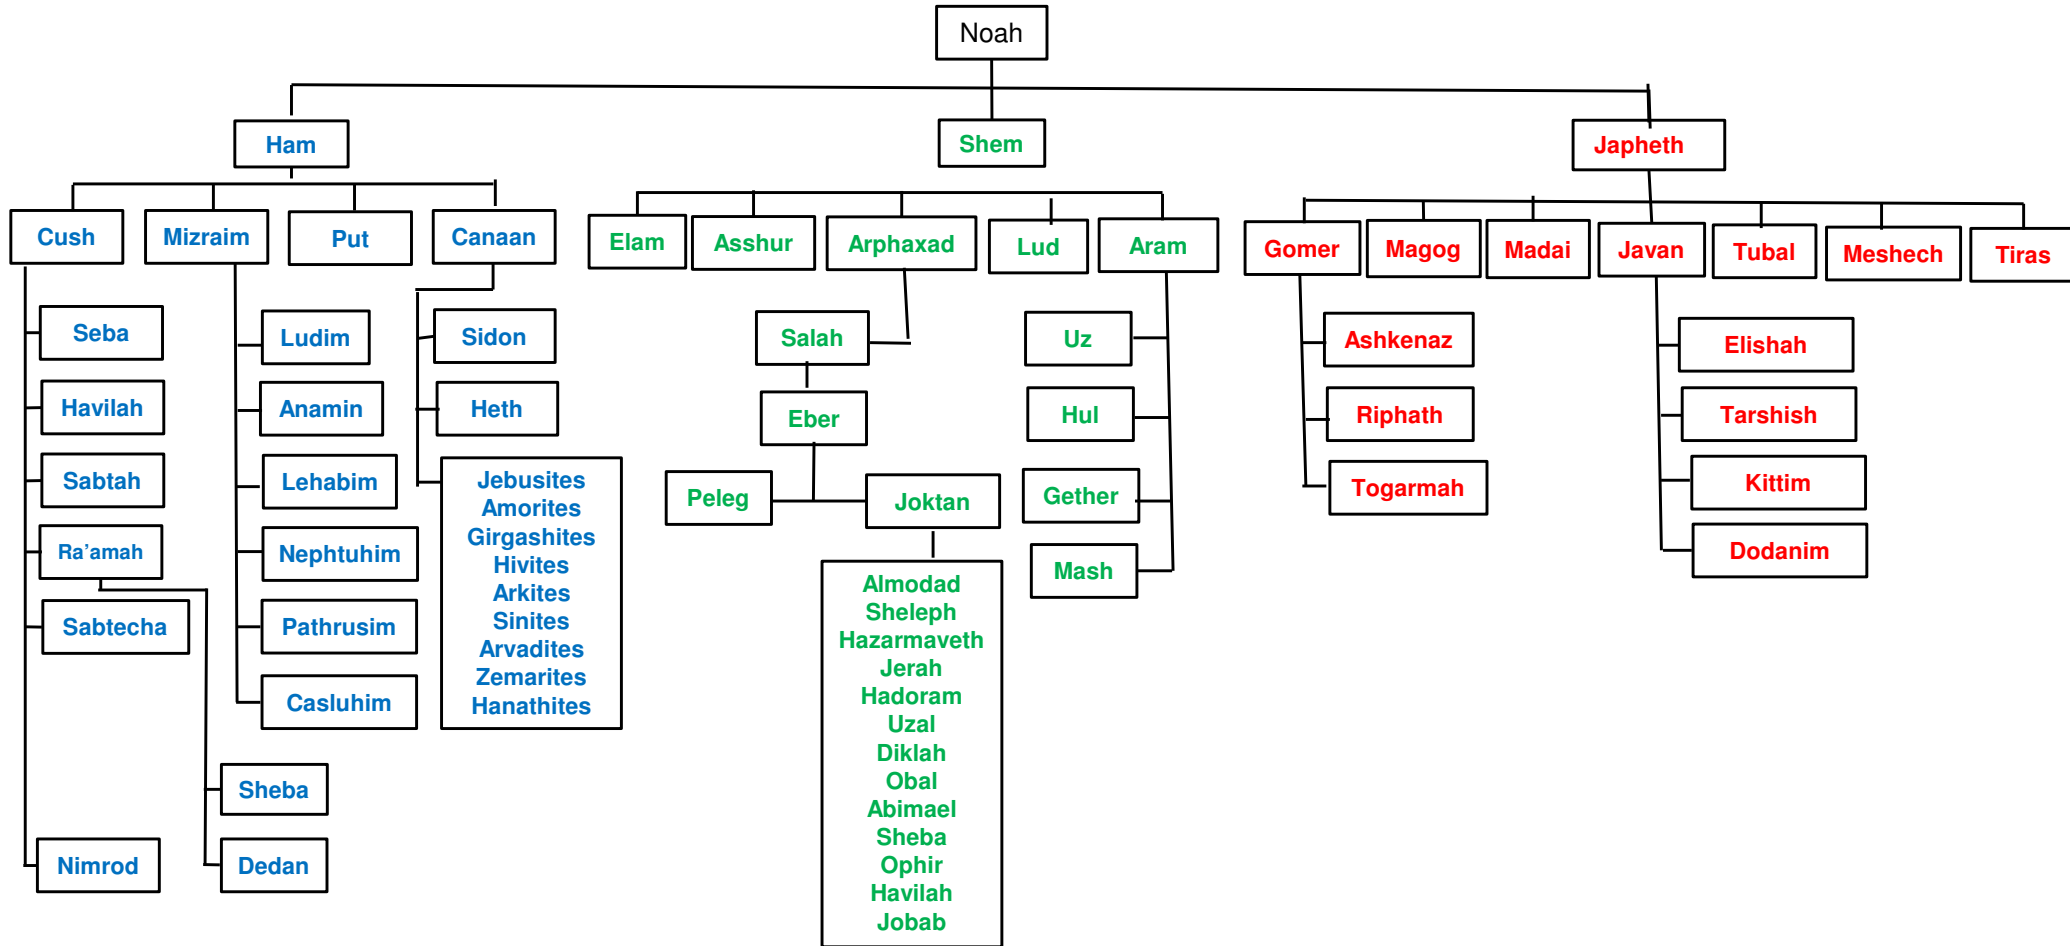 Noah
Ham
Shem
Japheth
Cush
Mizraim
Put
Canaan
Elam
Asshur
Arphaxad
Lud
Aram
Gomer
Magog
Madai
Javan
Tubal
Meshech
Tiras
Seba
Havilah
Sabtah
Ra’amah
Sabtecha
Nimrod
Sheba
Dedan
Ludim
Anamin
Lehabim
Nephtuhim
Pathrusim
Casluhim
Sidon
Heth
Jebusites
Amorites
Girgashites
Hivites
Arkites
Sinites
Arvadites
Zemarites
Hanathites
Salah
Eber
Peleg
Joktan
Almodad
Sheleph
Hazarmaveth
Jerah
Hadoram
Uzal
Diklah
Obal
Abimael
Sheba
Ophir
Havilah
Jobab
Uz
Hul
Gether
Mash
Ashkenaz
Riphath
Togarmah
Elishah
Tarshish
Kittim
Dodanim